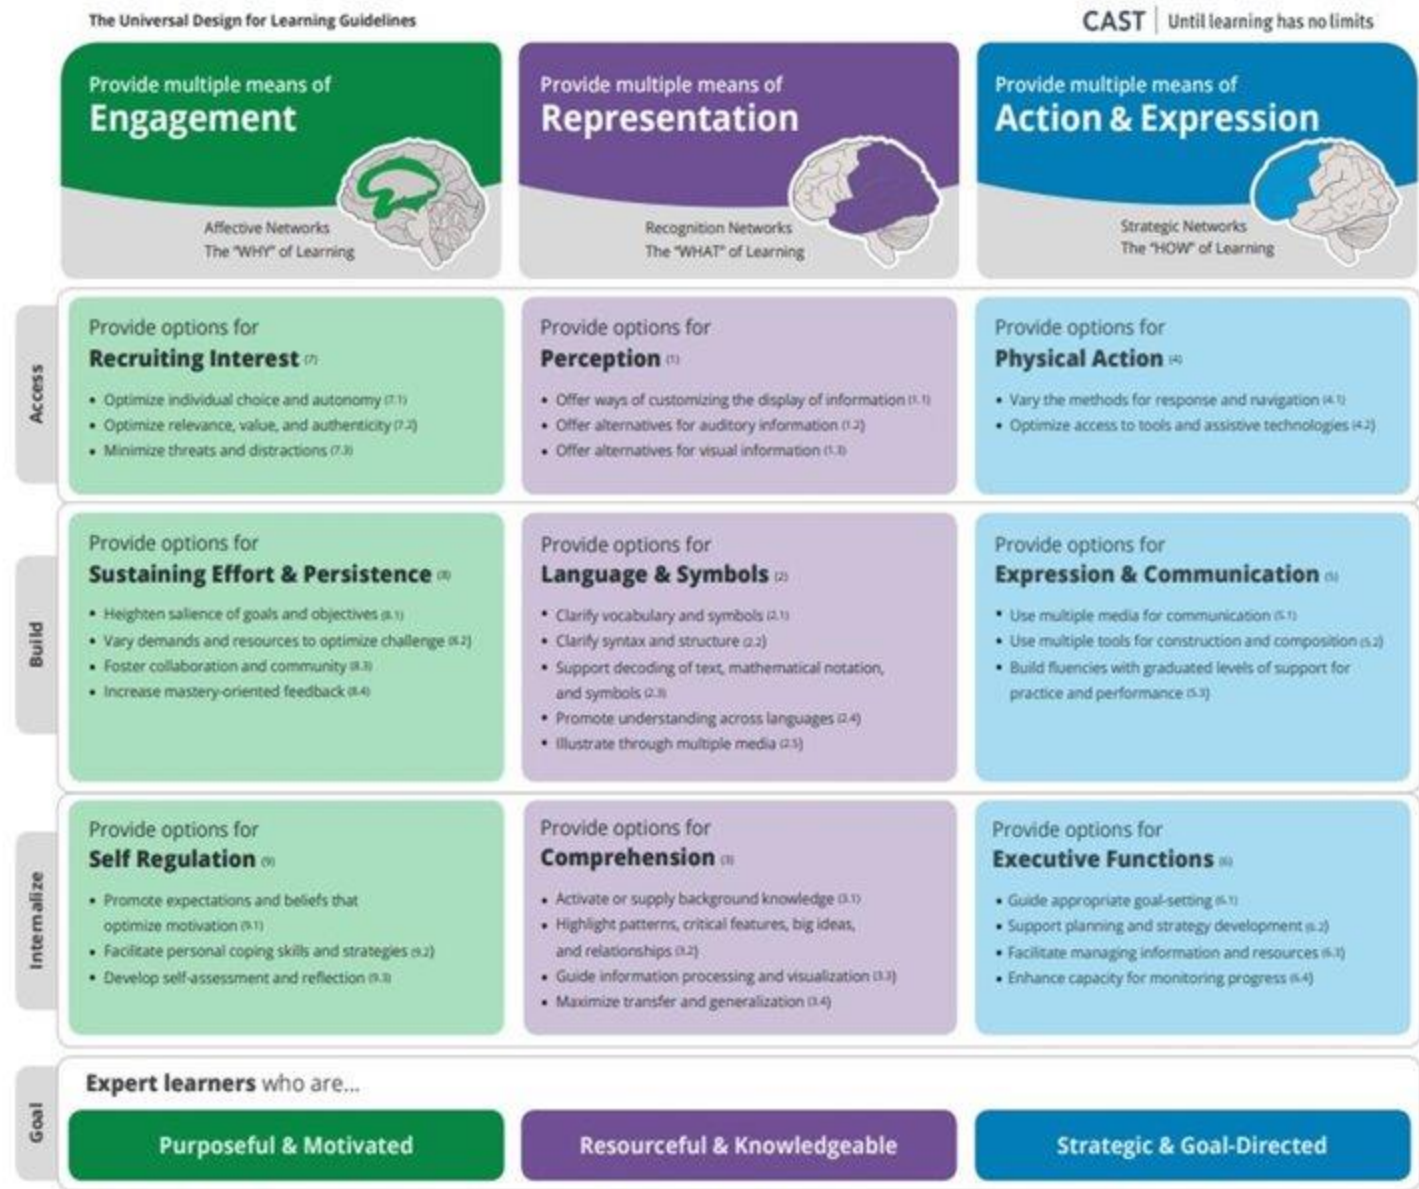 The Universal Design for Learning Guidelines
CAST | Until learning has no limits
Provide multiple means of
Engagement
Affective Networks
The "WHY" of Learning
Provide multiple means of
Representation
Recognition Networks
The "WHAT" of Learning
Provide multiple means of
Action & Expression
Strategic Networks
The "HOW" of Learning
Access
Provide options for
Recruiting Interest (7)
• Optimize individual choice and autonomy (7.1)
• Optimize relevance, value, and authenticity (7.2)
• Minimize threats and distractions (7.3)
Provide options for
Perception (1)
• Offer ways of customizing the display of information (1.1)
• Offer alternatives for auditory information (1.2)
• Offer alternatives for visual information (1.3)
Provide options for
Physical Action (4)
• Vary the methods for response and navigation (4.1)
• Optimize access to tools and assistive technologies (4.2)
Build
Provide options for
Sustaining Effort & Persistence (8)
• Heighten salience of goals and objectives (8.1)
• Vary demands and resources to optimize challenge (8.2)
• Foster collaboration and community (8.3)
• Increase mastery-oriented feedback (8.4)
Provide options for
Language & Symbols (2)
• Clarify vocabulary and symbols (2.1)
• Clarify syntax and structure (2.2)
• Support decoding of text, mathematical notation,
and symbols (2.3)
• Promote understanding across languages (2.4)
• Illustrate through multiple media (2.5)
Provide options for
Expression & Communication (5)
• Use multiple media for communication (5.1)
• Use multiple tools for construction and composition (5.2)
• Build fluencies with graduated levels of support for
practice and performance (5.3)
Internalize
Provide options for
Self Regulation (9)
• Promote expectations and beliefs that
optimize motivation (9.1)
• Facilitate personal coping skills and strategies (9.2)
• Develop self-assessment and reflection (9.3)
Provide options for
Comprehension (3)
• Activate or supply background knowledge (3.1)
• Highlight patterns, critical features, big ideas,
and relationships (3.2)
• Guide information processing and visualization (3.3)
• Maximize transfer and generalization (3.4)
Provide options for
Executive Functions (6)
• Guide appropriate goal-setting (6.1)
• Support planning and strategy development (6.2)
• Facilitate managing information and resources (6.3)
• Enhance capacity for monitoring progress (6.4)
Goal
Expert learners who are...
Purposeful & Motivated
Resourceful & Knowledgeable
Strategic & Goal-Directed